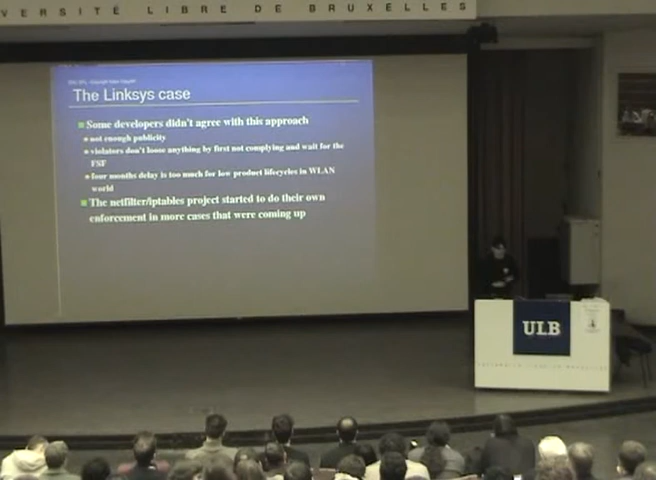 VERSITÉ LIBRE DE BRUXELLES
The Linksys case
Some developers didn't agree with this approach
not enough publicity
violators don't loose anything by first not complying and wait for the
FSF
four months delay is too much for low product lifecycles in WLAN
world
The netfilter/iptables project started to do their own
enforcement in more cases that were coming up
ULB